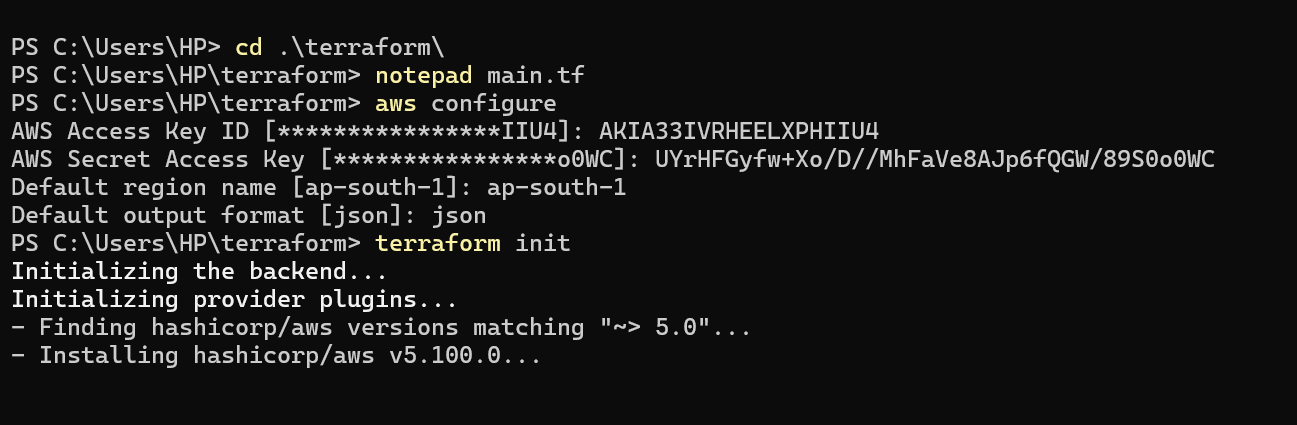 PS C:\Users\HP> cd .\terraform\
PS C:\Users\HP\terraform> notepad main.tf
PS C:\Users\HP\terraform> aws configure
AWS Access Key ID [****************IIU4]: AKIA33IVRHEELXPHIIU4
AWS Secret Access Key [****************o0WC]: 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
Default region name [ap-south-1]: ap-south-1
Default output format [json]: json
PS C:\Users\HP\terraform> terraform init
Initializing the backend...
Initializing provider plugins...
- Finding hashicorp/aws versions matching "~> 5.0"...
- Installing hashicorp/aws v5.100.0...